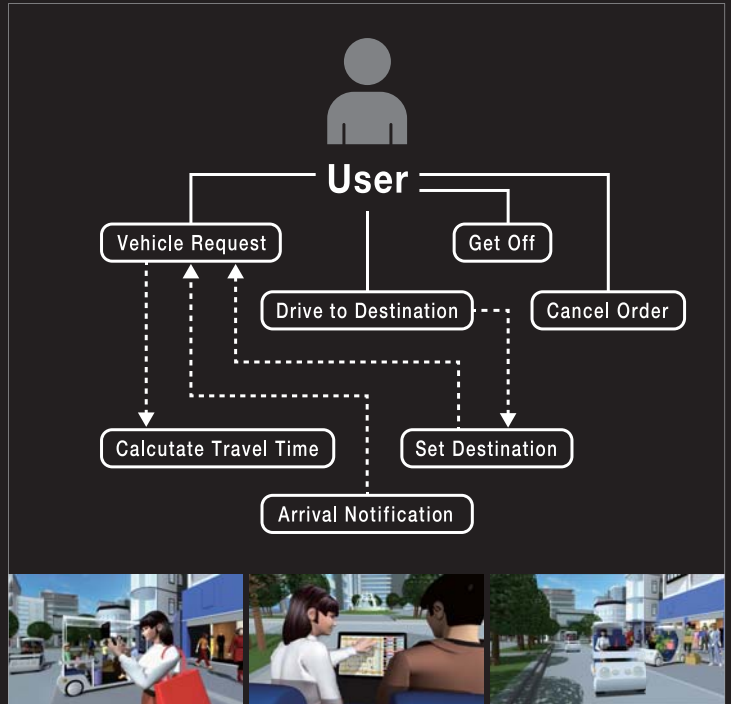 User
Vehicle Request
Get Off
Drive to Destination
Cancel Order
Calcutate Travel Time
Set Destination
Arrival Notification